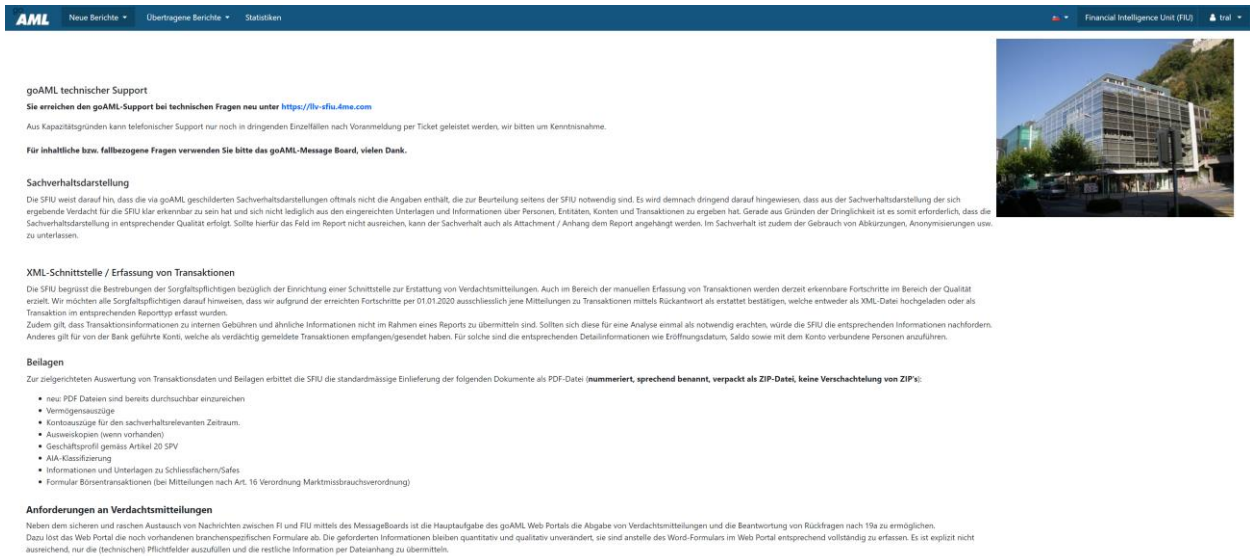 AML Neue Berichte Übertragene Berichte Statistiken Financial Intelligence Unit (FIU) tral
goAML technischer Support
Sie erreichen den goAML-Support bei technischen Fragen neu unter https://llv-sfiu.4me.com
Aus Kapazitätsgründen kann telefonischer Support nur noch in dringenden Einzelfällen nach Voranmeldung per Ticket geleistet werden, wir bitten um Kenntnisnahme.
Für inhaltliche bzw. fallbezogene Fragen verwenden Sie bitte das goAML-Message Board, vielen Dank.
Sachverhaltsdarstellung
Die SFIU weist darauf hin, dass die via goAML geschilderten Sachverhaltsdarstellungen oftmals nicht die Angaben enthält, die zur Beurteilung seitens der SFIU notwendig sind. Es wird demnach dringend darauf hingewiesen, dass aus der Sachverhaltsdarstellung der sich
ergebende Verdacht für die SFIU klar erkennbar zu sein hat und sich nicht lediglich aus den eingereichten Unterlagen und Informationen über Personen, Entitäten, Konten und Transaktionen zu ergeben hat. Gerade aus Gründen der Dringlichkeit ist es somit erforderlich, dass die
Sachverhaltsdarstellung in entsprechender Qualität erfolgt. Sollte hierfür das Feld im Report nicht ausreichen, kann der Sachverhalt auch als Attachment / Anhang dem Report angehängt werden. Im Sachverhalt ist zudem der Gebrauch von Abkürzungen, Anonymisierungen usw.
zu unterlassen.
XML-Schnittstelle / Erfassung von Transaktionen
Die SFIU begrüsst die Bestrebungen der Sorgfaltspflichtigen bezüglich der Einrichtung einer Schnittstelle zur Erstattung von Verdachtsmitteilungen. Auch im Bereich der manuellen Erfassung von Transaktionen werden derzeit erkennbare Fortschritte im Bereich der Qualität
erzielt. Wir möchten alle Sorgfaltspflichtigen darauf hinweisen, dass wir aufgrund der erreichten Fortschritte per 01.01.2020 ausschliesslich jene Mitteilungen zu Transaktionen mittels Rückantwort als erstattet bestätigen, welche entweder als XML-Datei hochgeladen oder als
Transaktion im entsprechenden Reporttyp erfasst wurden.
Zudem gilt, dass Transaktionsinformationen zu internen Gebühren und ähnliche Informationen nicht im Rahmen eines Reports zu übermitteln sind. Sollten sich diese für eine Analyse einmal als notwendig erachten, würde die SFIU die entsprechenden Informationen nachfordern.
Anderes gilt für von der Bank geführte Konti, welche als verdächtig gemeldete Transaktionen empfangen/gesendet haben. Für solche sind die entsprechenden Detailinformationen wie Eröffnungsdatum, Saldo sowie mit dem Konto verbundene Personen anzuführen.
Beilagen
Zur zielgerichteten Auswertung von Transaktionsdaten und Beilagen erbittet die SFIU die standardmässige Einlieferung der folgenden Dokumente als PDF-Datei (nummeriert, sprechend benannt, verpackt als ZIP-Datei, keine Verschachtelung von ZIP's):
• neu: PDF Dateien sind bereits durchsuchbar einzureichen
• Vermögensauszüge
• Kontoauszüge für den sachverhaltsrelevanten Zeitraum.
• Ausweiskopien (wenn vorhanden)
• Geschäftsprofil gemäss Artikel 20 SPV
• AIA-Klassifizierung
• Informationen und Unterlagen zu Schliessfächern/Safes
• Formular Börsentransaktionen (bei Mitteilungen nach Art. 16 Verordnung Marktmissbrauchsverordnung)
Anforderungen an Verdachtsmitteilungen
Neben dem sicheren und raschen Austausch von Nachrichten zwischen FI und FIU mittels des MessageBoards ist die Hauptaufgabe des goAML Web Portals die Abgabe von Verdachtsmitteilungen und die Beantwortung von Rückfragen nach 19a zu ermöglichen.
Dazu löst das Web Portal die noch vorhandenen branchenspezifischen Formulare ab. Die geforderten Informationen bleiben quantitativ und qualitativ unverändert, sie sind anstelle des Word-Formulars im Web Portal entsprechend vollständig zu erfassen. Es ist explizit nicht
ausreichend, nur die (technischen) Pflichtfelder auszufüllen und die restliche Information per Dateianhang zu übermitteln.